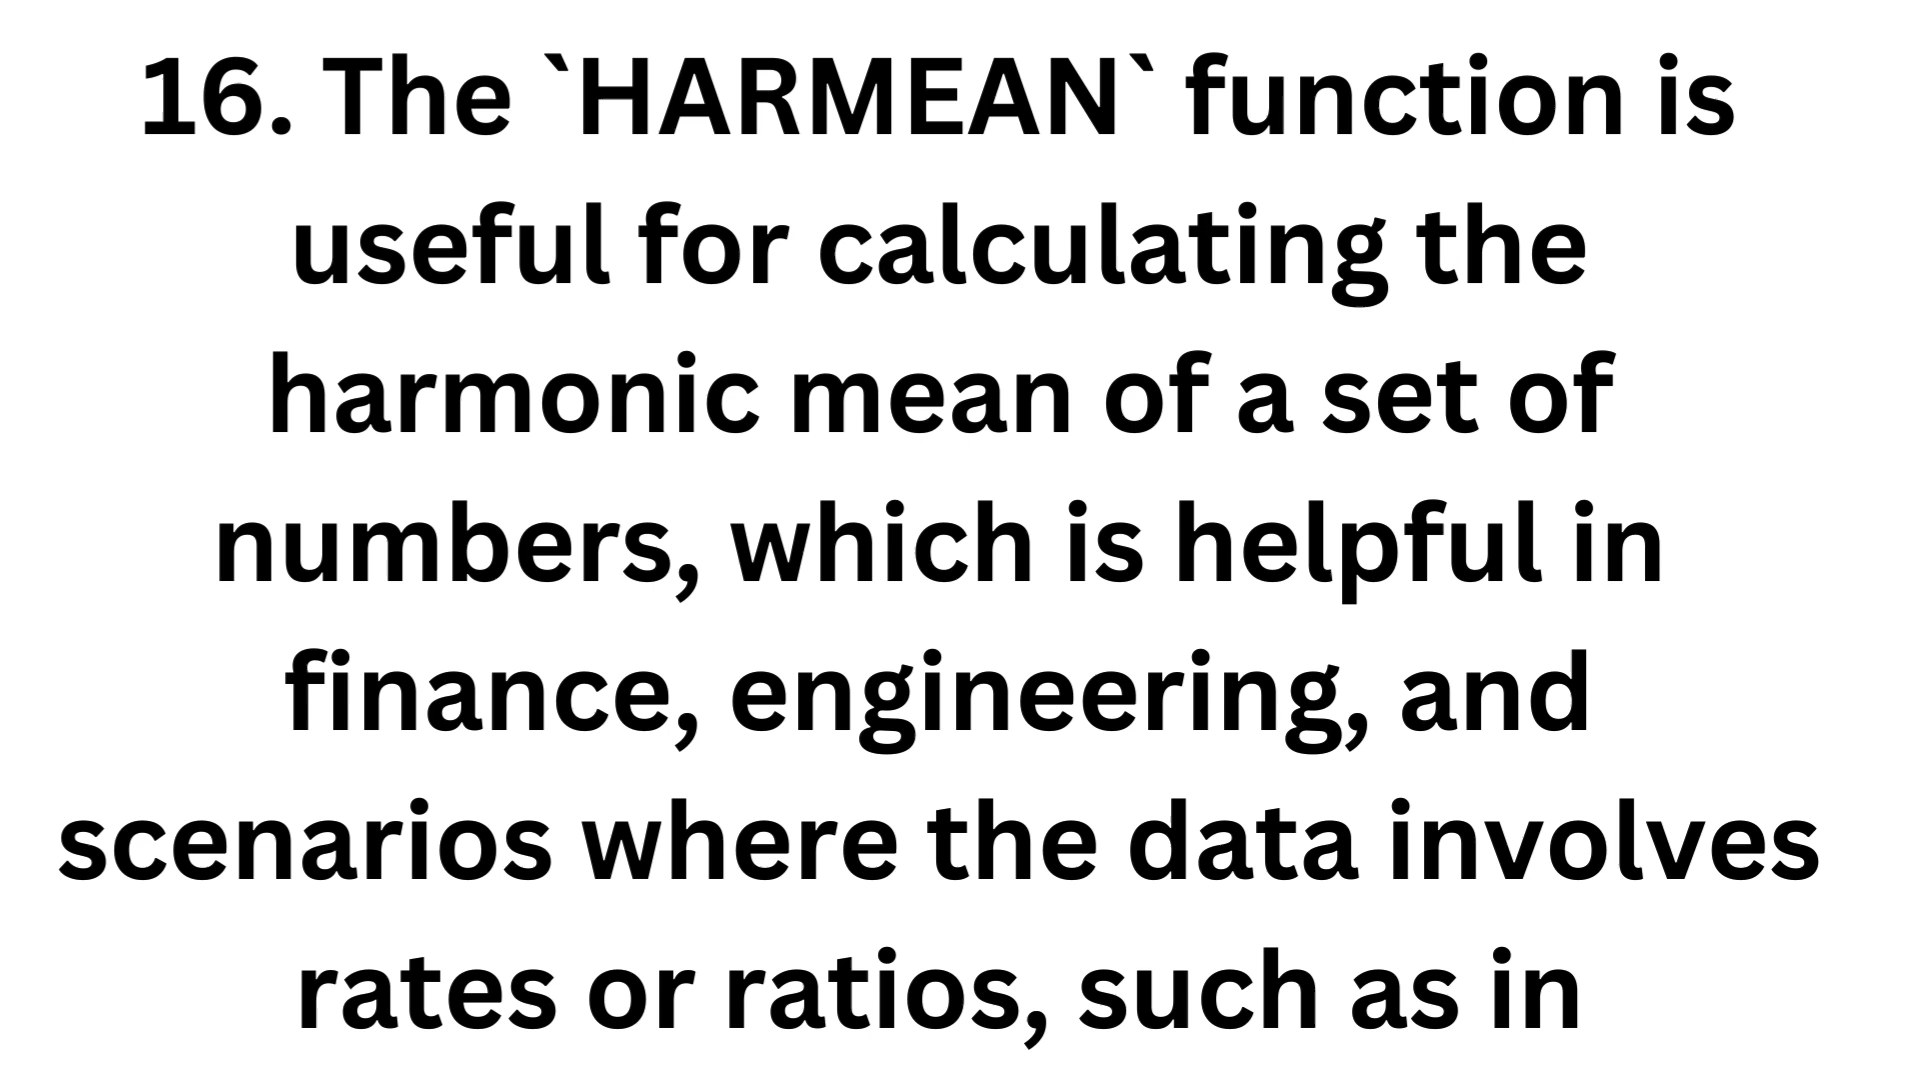 16. The `HARMEAN` function is
useful for calculating the
harmonic mean of a set of
numbers, which is helpful in
finance, engineering, and
scenarios where the data involves
rates or ratios, such as in